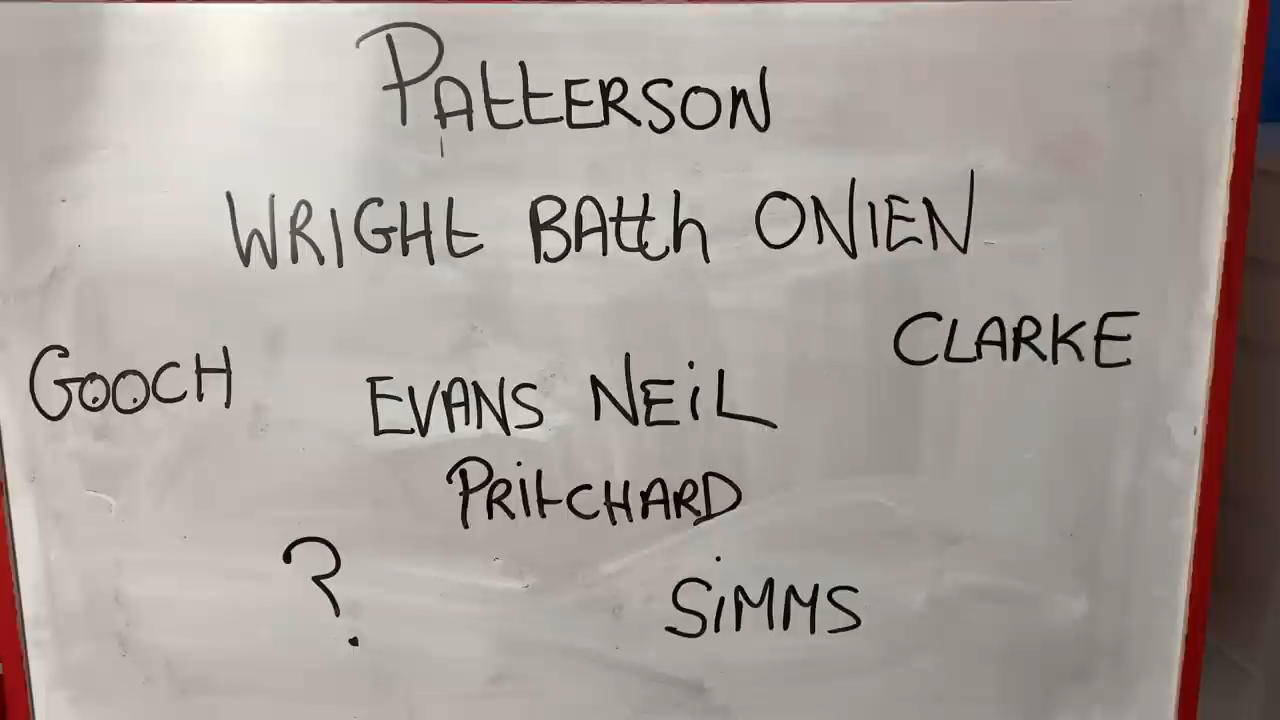 PATTERSON
WRIGHT BATTH ONIEN
CLARKE
GOOCH EVANS NEIL
PRITCHARD
? SIMMS